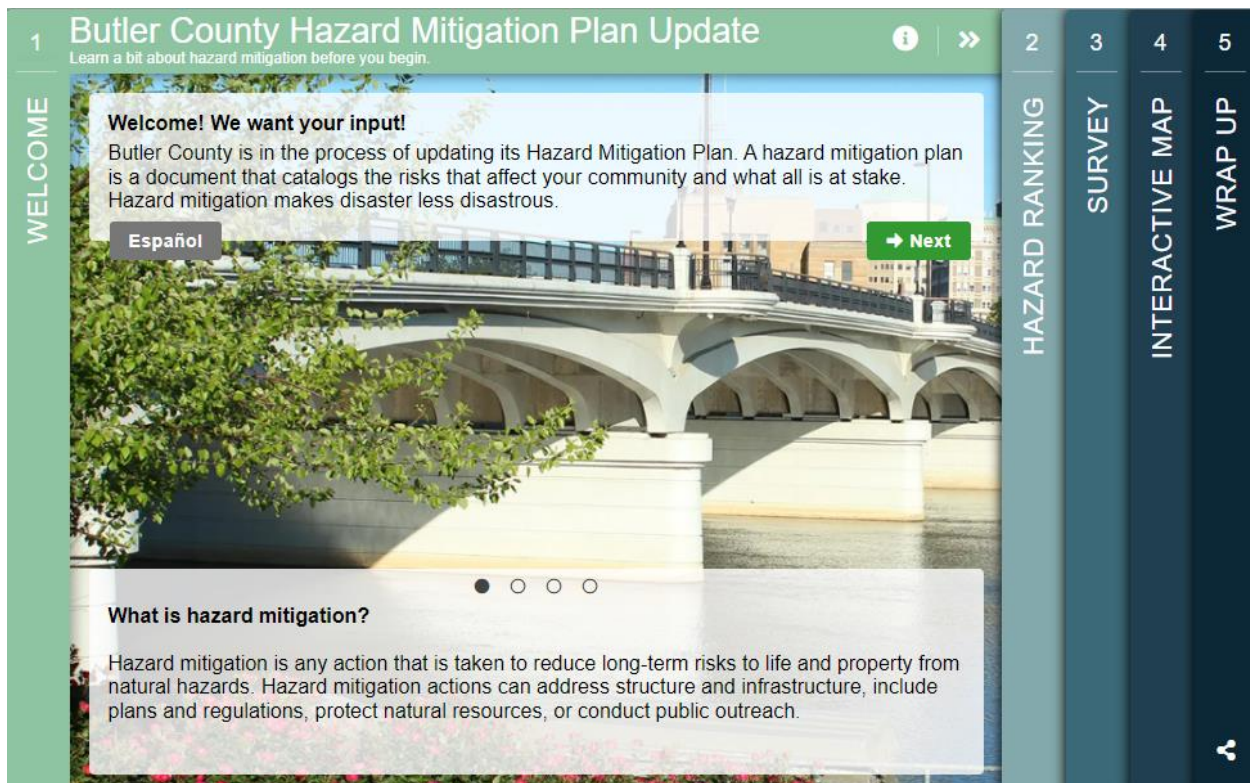 1
WELCOME
Butler County Hazard Mitigation Plan Update
Learn a bit about hazard mitigation before you begin.
Welcome! We want your input!
Butler County is in the process of updating its Hazard Mitigation Plan. A hazard mitigation plan
is a document that catalogs the risks that affect your community and what all is at stake.
Hazard mitigation makes disaster less disastrous.
Español
Next
What is hazard mitigation?
Hazard mitigation is any action that is taken to reduce long-term risks to life and property from
natural hazards. Hazard mitigation actions can address structure and infrastructure, include
plans and regulations, protect natural resources, or conduct public outreach.
2
HAZARD RANKING
3
SURVEY
4
INTERACTIVE MAP
5
WRAP UP